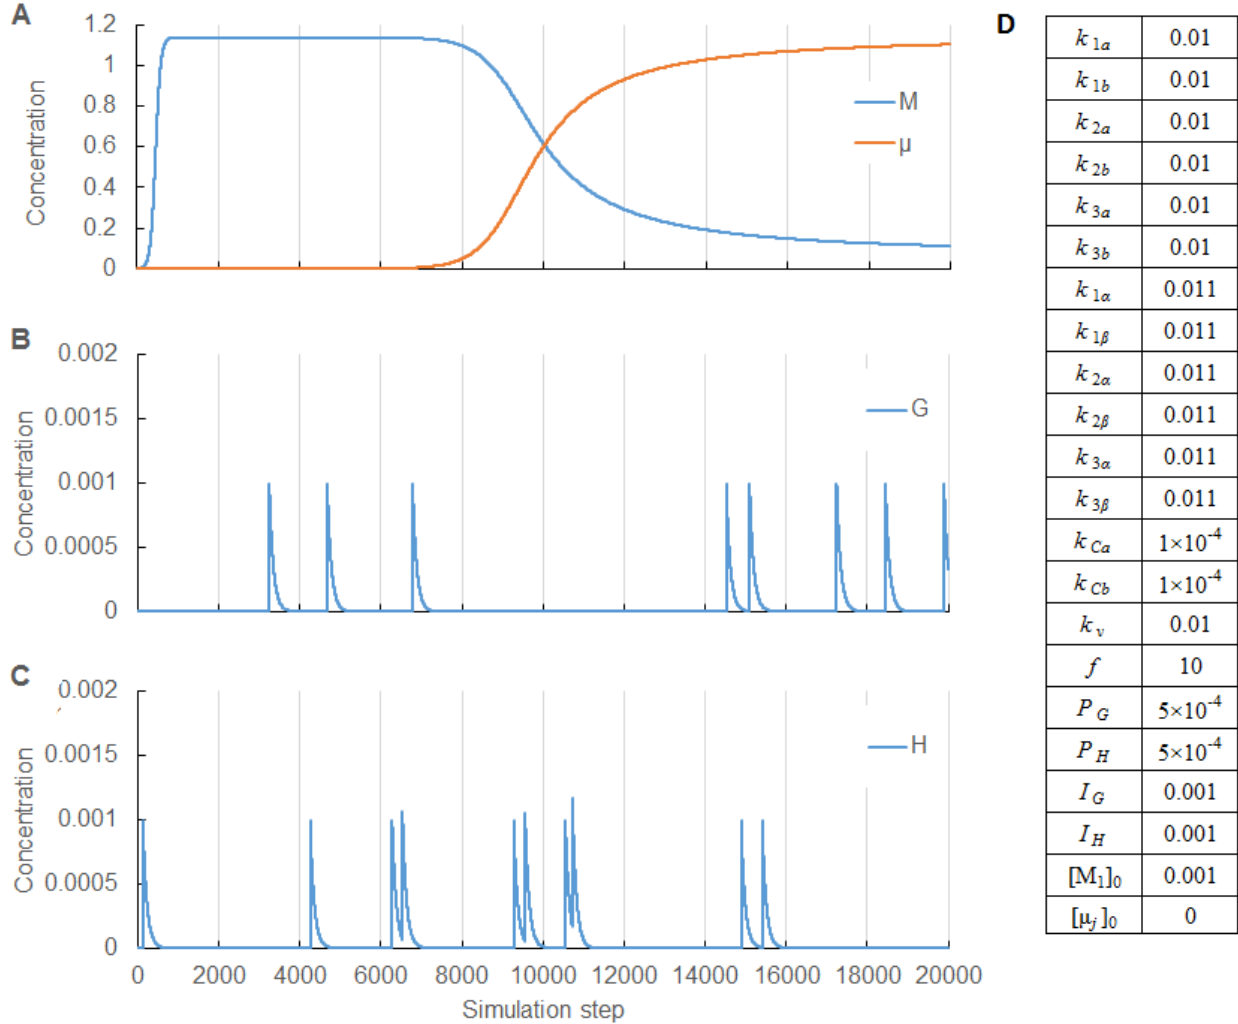 A
1.2
1
0.8
0.6
0.4
0.2
0
Concentration
M
μ
B
0.002
0.0015
0.001
0.0005
0
Concentration
G
C
0.002
0.0015
0.001
0.0005
0
Concentration
H
0 2000 4000 6000 8000 10000 12000 14000 16000 18000 20000
Simulation step
D
k1a 0.01
k1b 0.01
k2a 0.01
k2b 0.01
k3a 0.01
k3b 0.01
k1α 0.011
k1β 0.011
k2α 0.011
k2β 0.011
k3α 0.011
k3β 0.011
kCa 1×10⁻⁴
kCb 1×10⁻⁴
kv 0.01
f 10
PG 5×10⁻⁴
PH 5×10⁻⁴
IG 0.001
IH 0.001
[M1]0 0.001
[μj]0 0